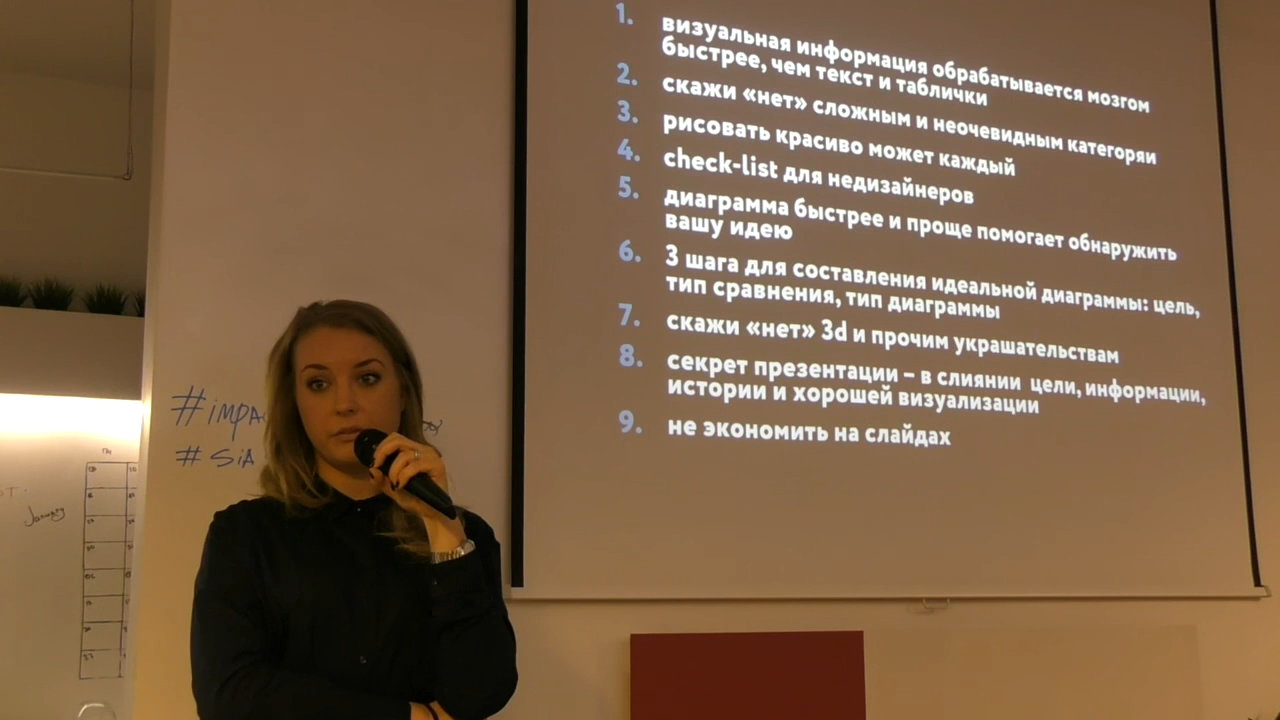 1. визуальная информация обрабатывается мозгом
быстрее, чем текст и таблички
2. скажи «нет» сложным и неочевидным категоряи
3. рисовать красиво может каждый
4. check-list для недизайнеров
5. диаграмма быстрее и проще помогает обнаружить
вашу идею
6. 3 шага для составления идеальной диаграммы: цель,
тип сравнения, тип диаграммы
7. скажи «нет» 3d и прочим украшательствам
8. секрет презентации – в слиянии цели, информации,
истории и хорошей визуализации
9. не экономить на слайдах
#impa
# SiA
January